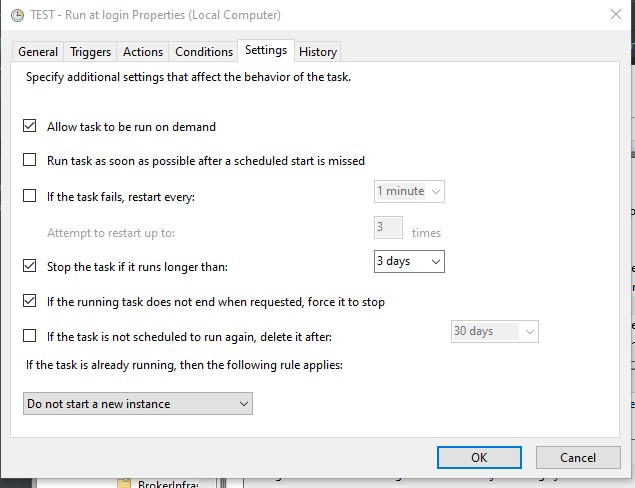 TEST - Run at login Properties (Local Computer)
General Triggers Actions Conditions Settings History
Specify additional settings that affect the behavior of the task.
Allow task to be run on demand
Run task as soon as possible after a scheduled start is missed
If the task fails, restart every: 1 minute
Attempt to restart up to: 3 times
Stop the task if it runs longer than: 3 days
If the running task does not end when requested, force it to stop
If the task is not scheduled to run again, delete it after: 30 days
If the task is already running, then the following rule applies:
Do not start a new instance
OK Cancel
BrokerInfras